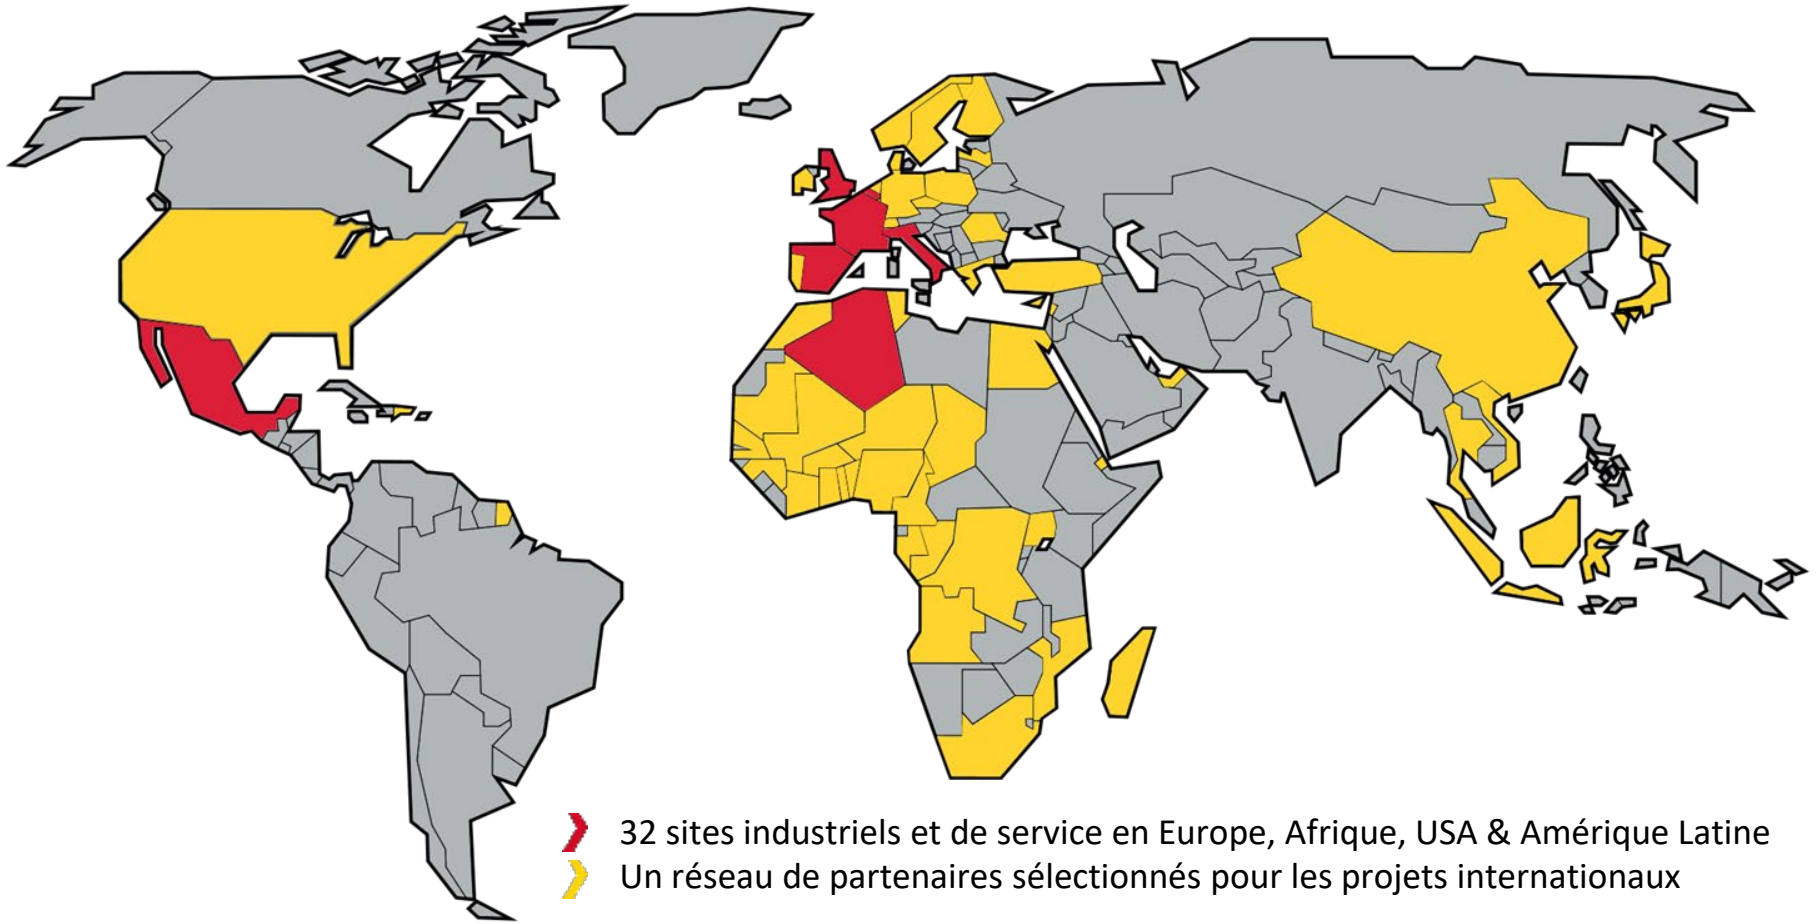 32 sites industriels et de service en Europe, Afrique, USA & Amérique Latine
Un réseau de partenaires sélectionnés pour les projets internationaux